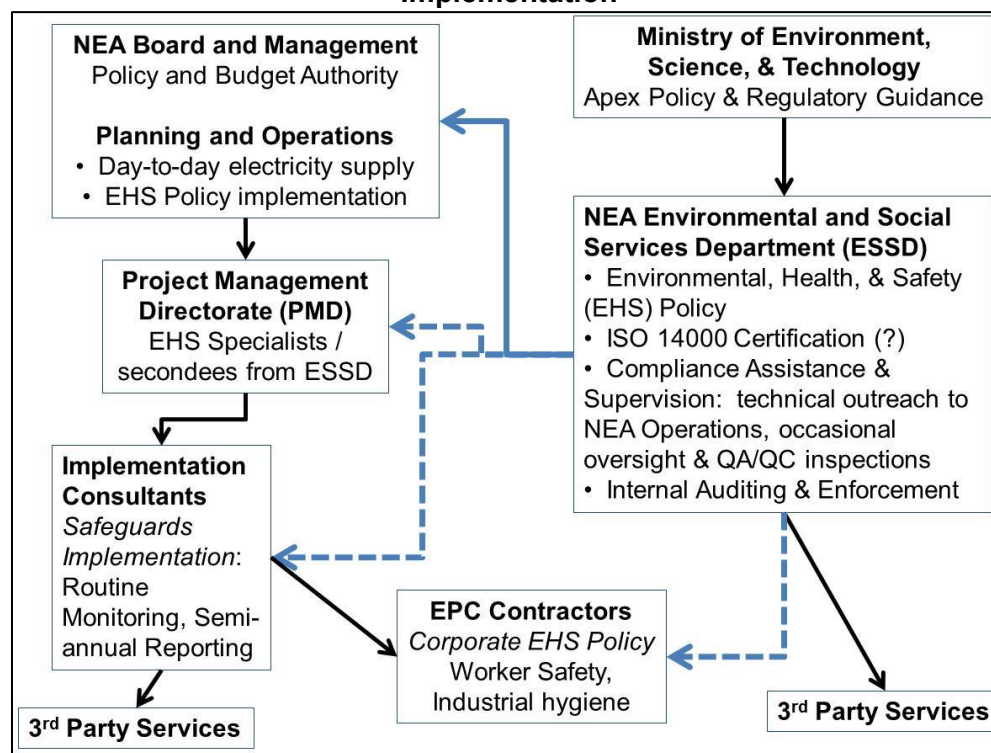 Implementation
NEA Board and Management
Policy and Budget Authority
Planning and Operations
• Day-to-day electricity supply
• EHS Policy implementation
Ministry of Environment,
Science, & Technology
Apex Policy & Regulatory Guidance
NEA Environmental and Social
Services Department (ESSD)
• Environmental, Health, & Safety
(EHS) Policy
• ISO 14000 Certification (?)
• Compliance Assistance &
Supervision: technical outreach to
NEA Operations, occasional
oversight & QA/QC inspections
• Internal Auditing & Enforcement
Project Management
Directorate (PMD)
EHS Specialists /
secondees from ESSD
Implementation
Consultants
Safeguards
Implementation:
Routine
Monitoring, Semi-
annual Reporting
EPC Contractors
Corporate EHS Policy
Worker Safety,
Industrial hygiene
3rd Party Services
3rd Party Services